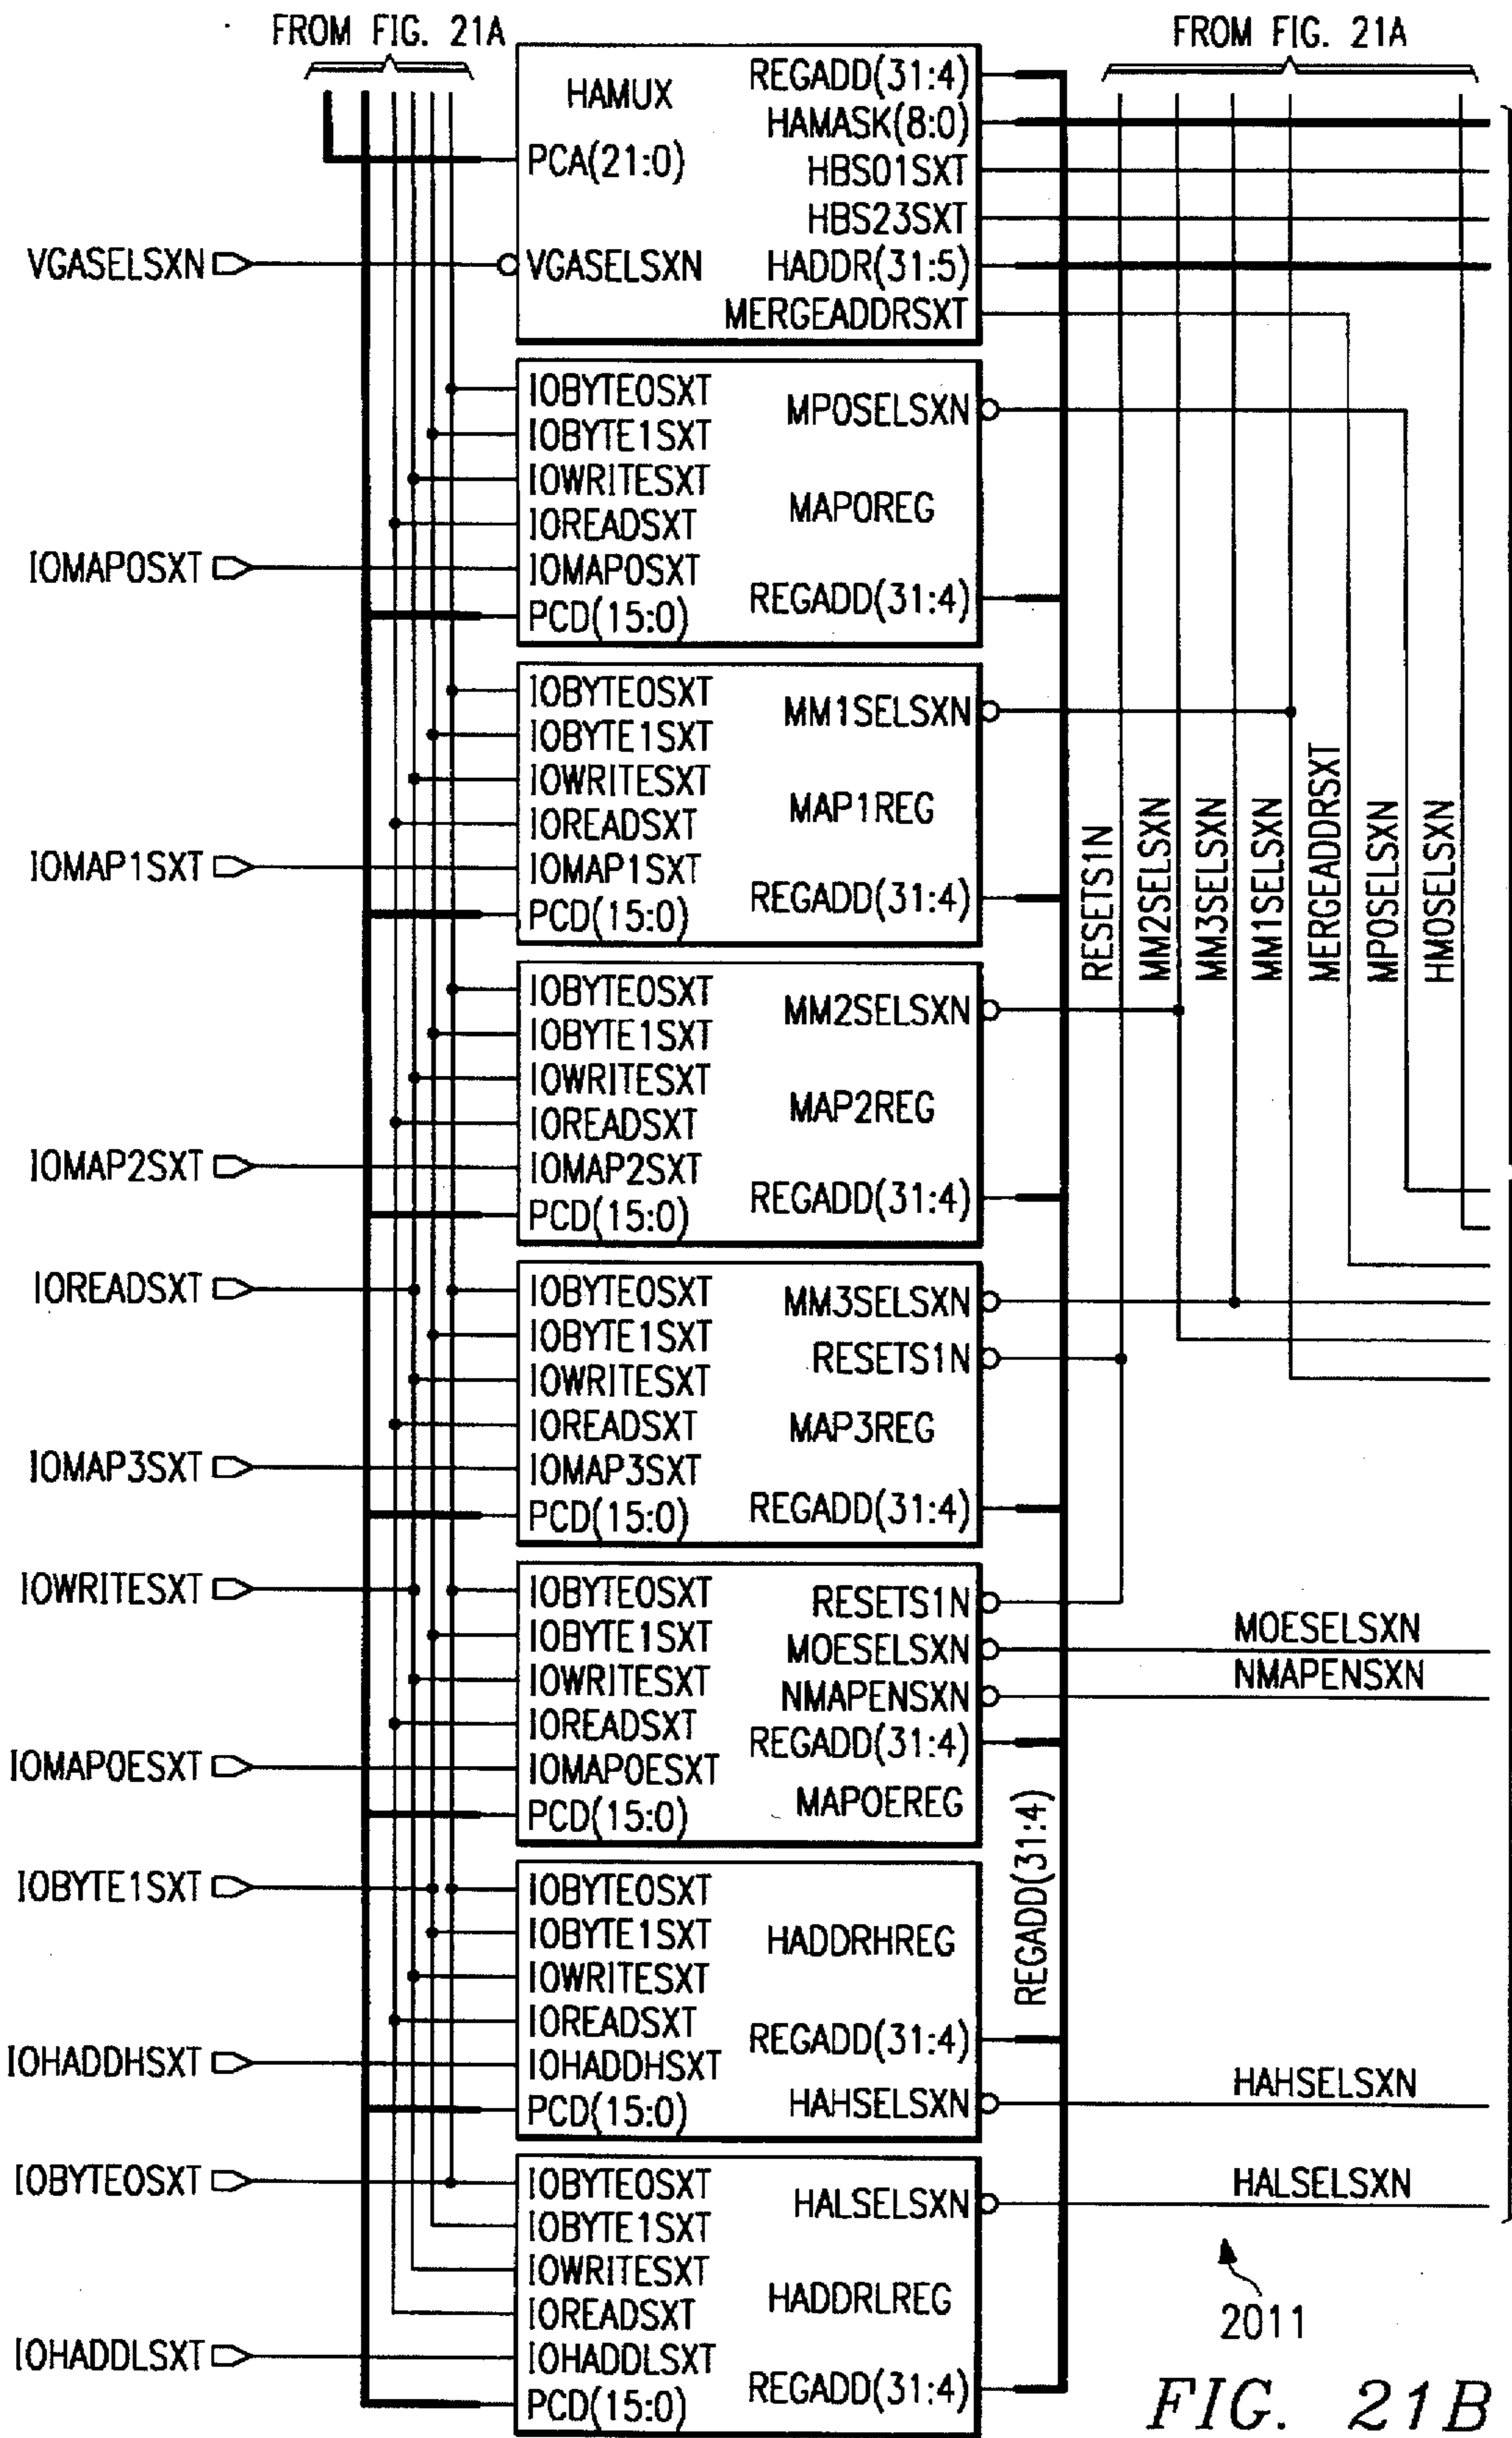 FROM FIG. 21A
FROM FIG. 21A
HAMUX
PCA(21:0)
VGASELSXN
VGASELSXN
REGADD(31:4)
HAMASK(8:0)
HBS01SXT
HBS23SXT
HADDR(31:5)
MERGEADDRSXT
IOBYTE0SXT
IOBYTE1SXT
IOWRITESXT
IOREADSXT
IOMAP0SXT
IOMAP0SXT
PCD(15:0)
MP0SELSXN
MAP0REG
REGADD(31:4)
IOBYTE0SXT
IOBYTE1SXT
IOWRITESXT
IOREADSXT
IOMAP1SXT
IOMAP1SXT
PCD(15:0)
MM1SELSXN
MAP1REG
REGADD(31:4)
RESETS1N
MM2SELSXN
MM3SELSXN
MM1SELSXN
MERGEADDRSXT
MP0SELSXN
HM0SELSXN
IOBYTE0SXT
IOBYTE1SXT
IOWRITESXT
IOREADSXT
IOMAP2SXT
IOMAP2SXT
PCD(15:0)
MM2SELSXN
MAP2REG
REGADD(31:4)
IOREADSXT
IOBYTE0SXT
IOBYTE1SXT
IOWRITESXT
IOREADSXT
IOMAP3SXT
IOMAP3SXT
PCD(15:0)
MM3SELSXN
RESETS1N
MAP3REG
REGADD(31:4)
IOWRITESXT
IOBYTE0SXT
IOBYTE1SXT
IOWRITESXT
IOREADSXT
IOMAP0ESXT
IOMAP0ESXT
PCD(15:0)
RESETS1N
MOESELSXN
NMAPENSXN
REGADD(31:4)
MAP0EREG
MOESELSXN
NMAPENSXN
REGADD(31:4)
IOBYTE1SXT
IOBYTE0SXT
IOBYTE1SXT
IOWRITESXT
IOREADSXT
IOHADDHSXT
IOHADDHSXT
PCD(15:0)
HADDRHREG
REGADD(31:4)
HAHSELSXN
HAHSELSXN
IOBYTE0SXT
IOBYTE0SXT
IOBYTE1SXT
IOWRITESXT
IOREADSXT
IOHADDLSXT
IOHADDLSXT
PCD(15:0)
HALSELSXN
HADDRLREG
REGADD(31:4)
HALSELSXN
2011
FIG. 21B